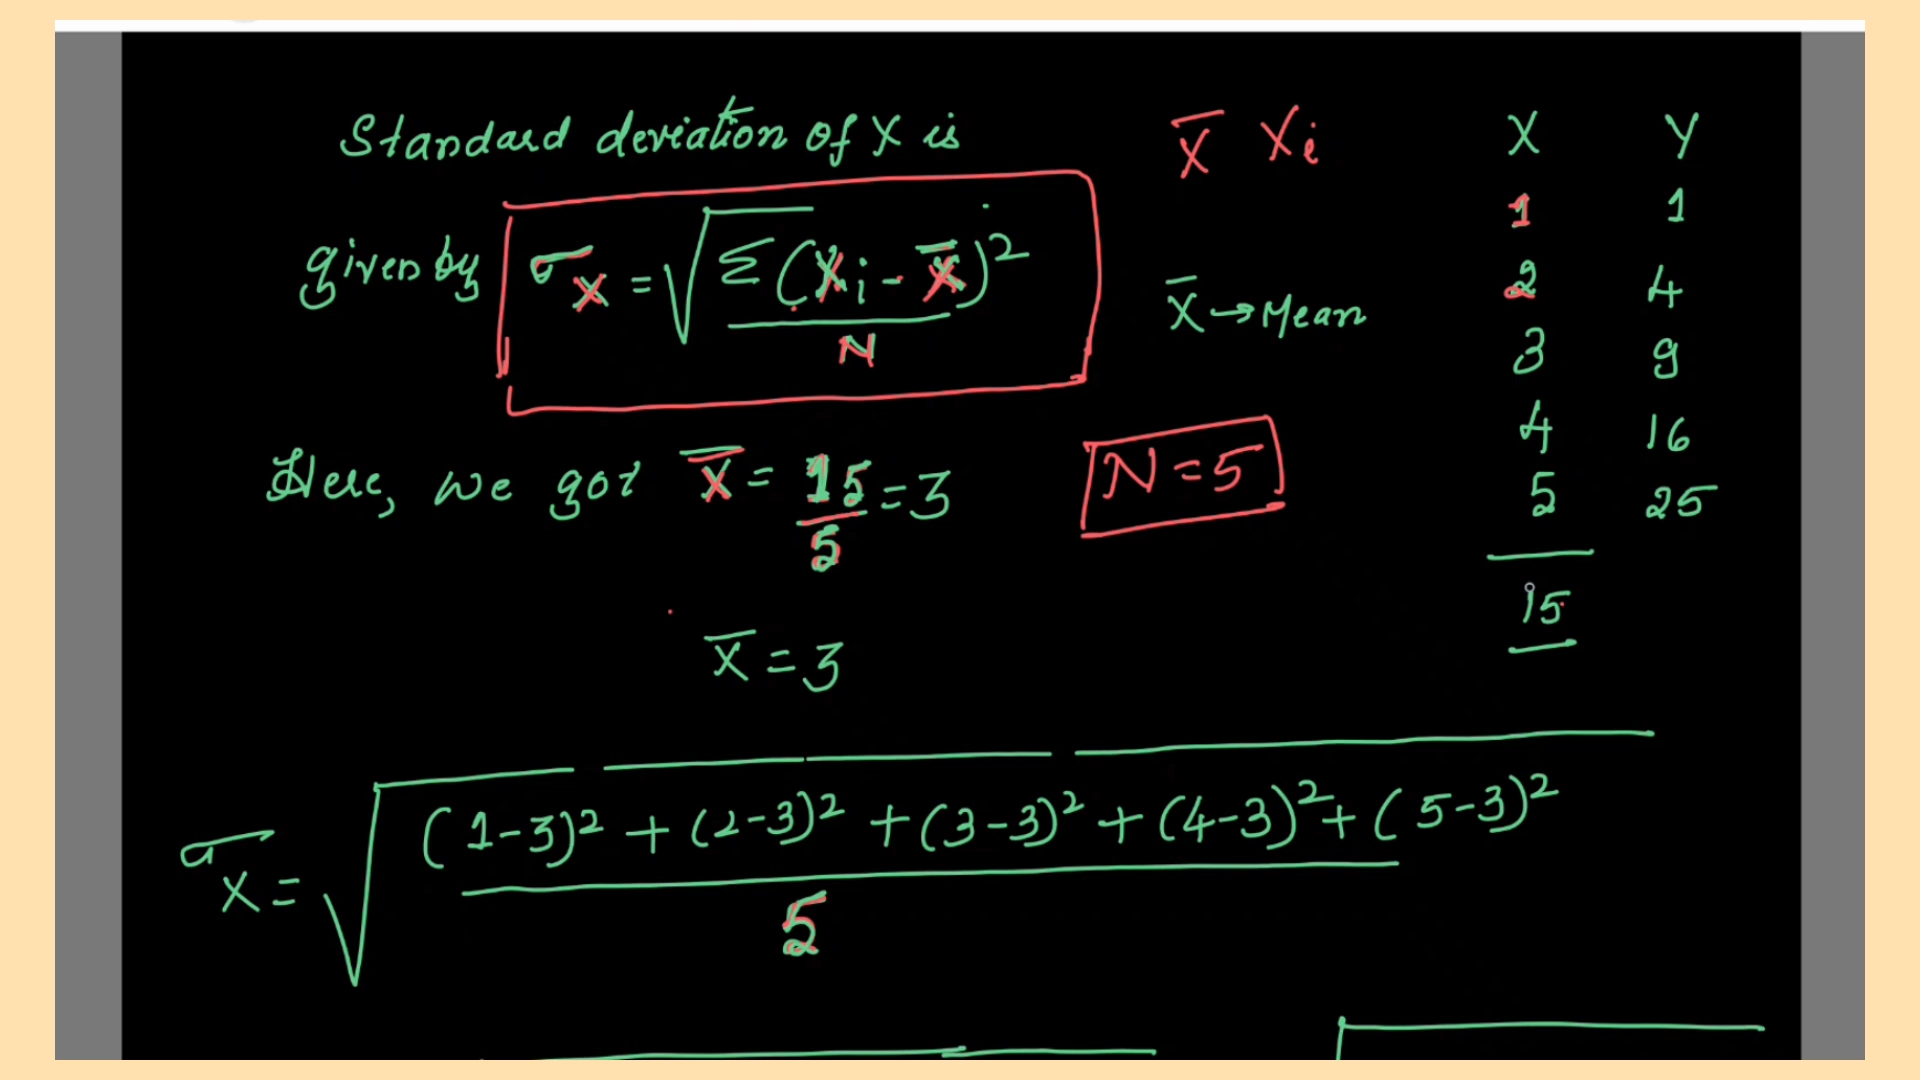 Standard deviation of X is
given by σx = √Σ(Xi - X̄)² / N
Here, we got X̄ = 15/5 = 3
X̄ = 3
X̄ Xi
X̄ → Mean
N = 5
X Y
1 1
2 4
3 9
4 16
5 25
15
σx = √(1-3)² + (2-3)² + (3-3)² + (4-3)² + (5-3)² / 5